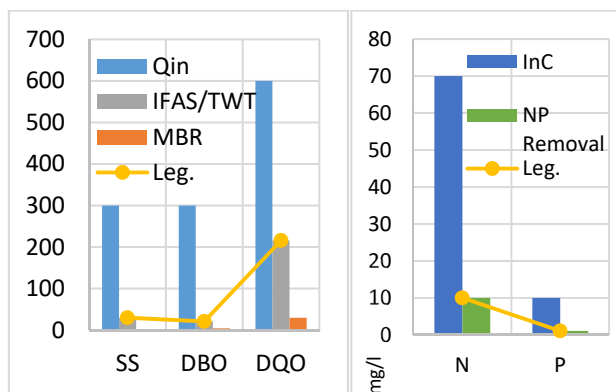 700
600
500
400
300
200
100
0
Qin
IFAS/TWT
MBR
Leg.
SS DBO DQO
80
70
60
50
40
30
20
10
0
InC
NP
Removal
Leg.
mg/l
N P